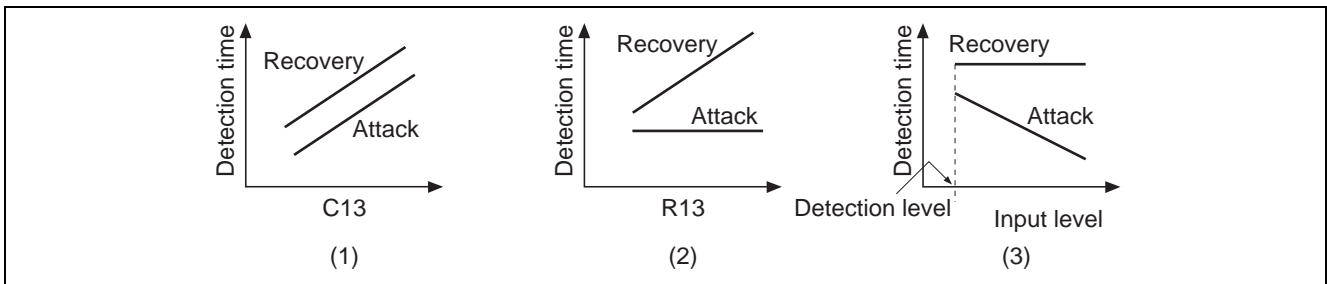 Detection time
Recovery
Attack
C13
(1)
Detection time
Recovery
Attack
R13
(2)
Detection time
Recovery
Attack
Detection level
Input level
(3)